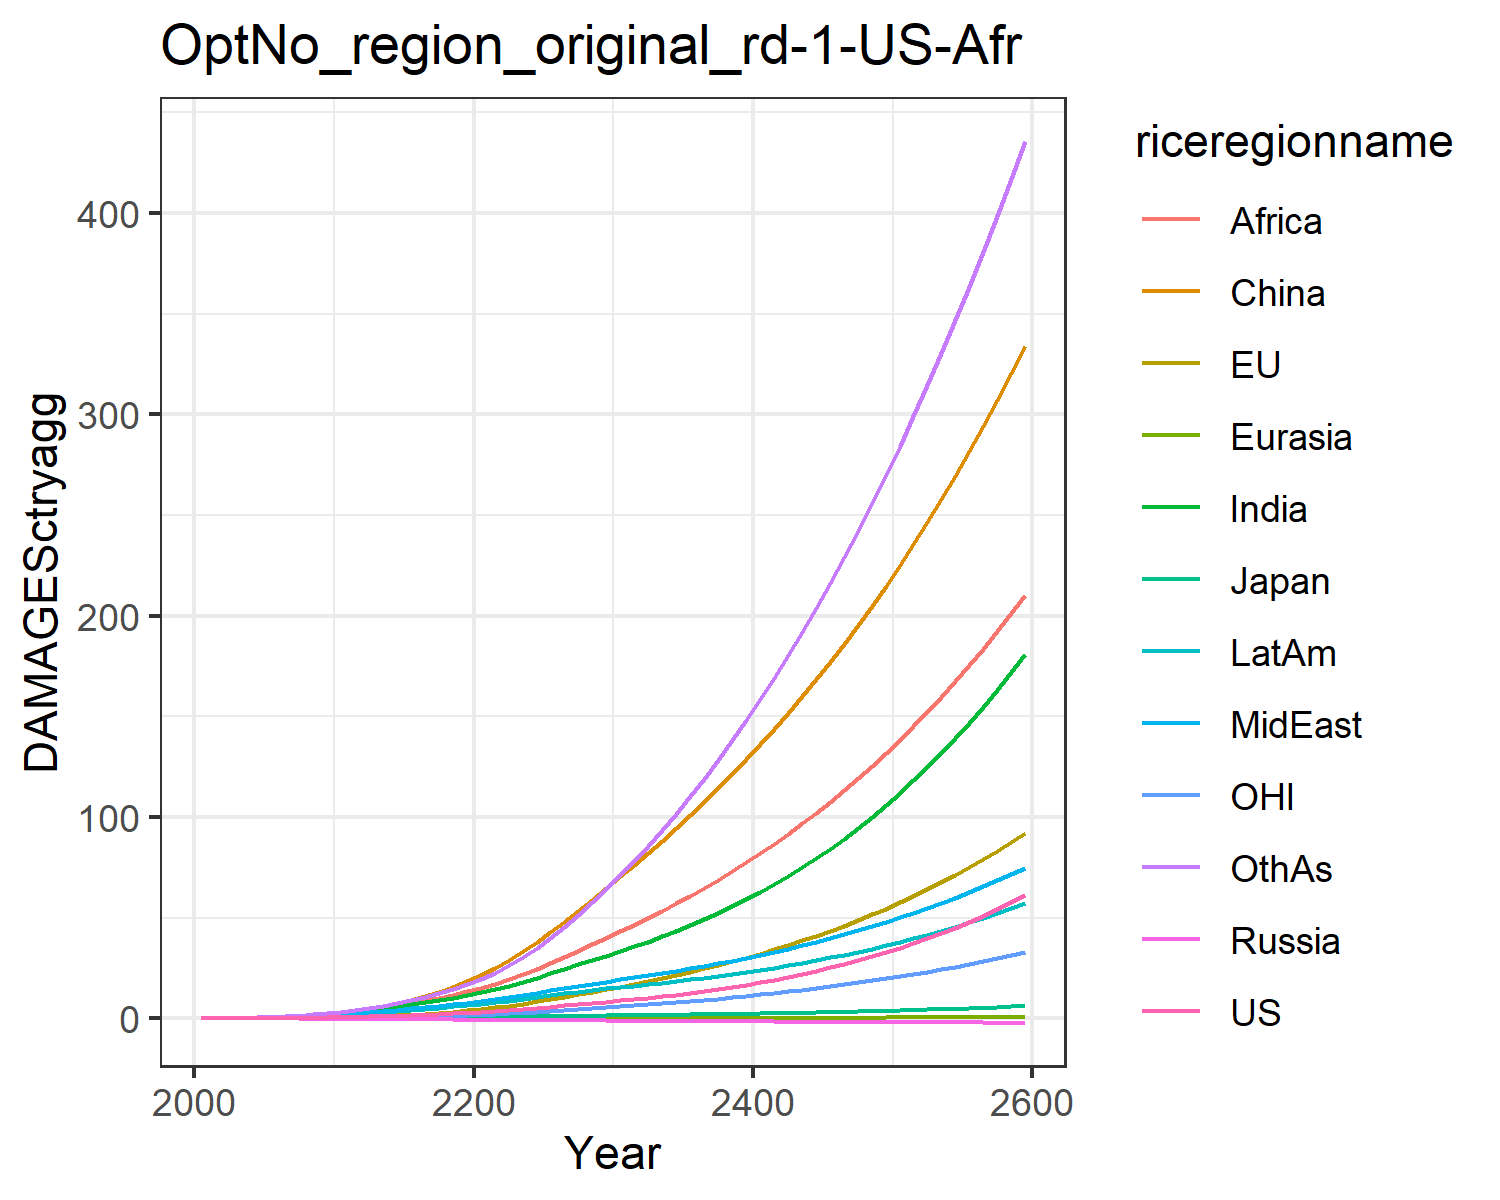 OptNo_region_original_rd-1-US-Afr
DAMAGESctryagg
400
300
200
100
0
2000
2200
2400
2600
Year
riceregionname
Africa
China
EU
Eurasia
India
Japan
LatAm
MidEast
OHI
OthAs
Russia
US